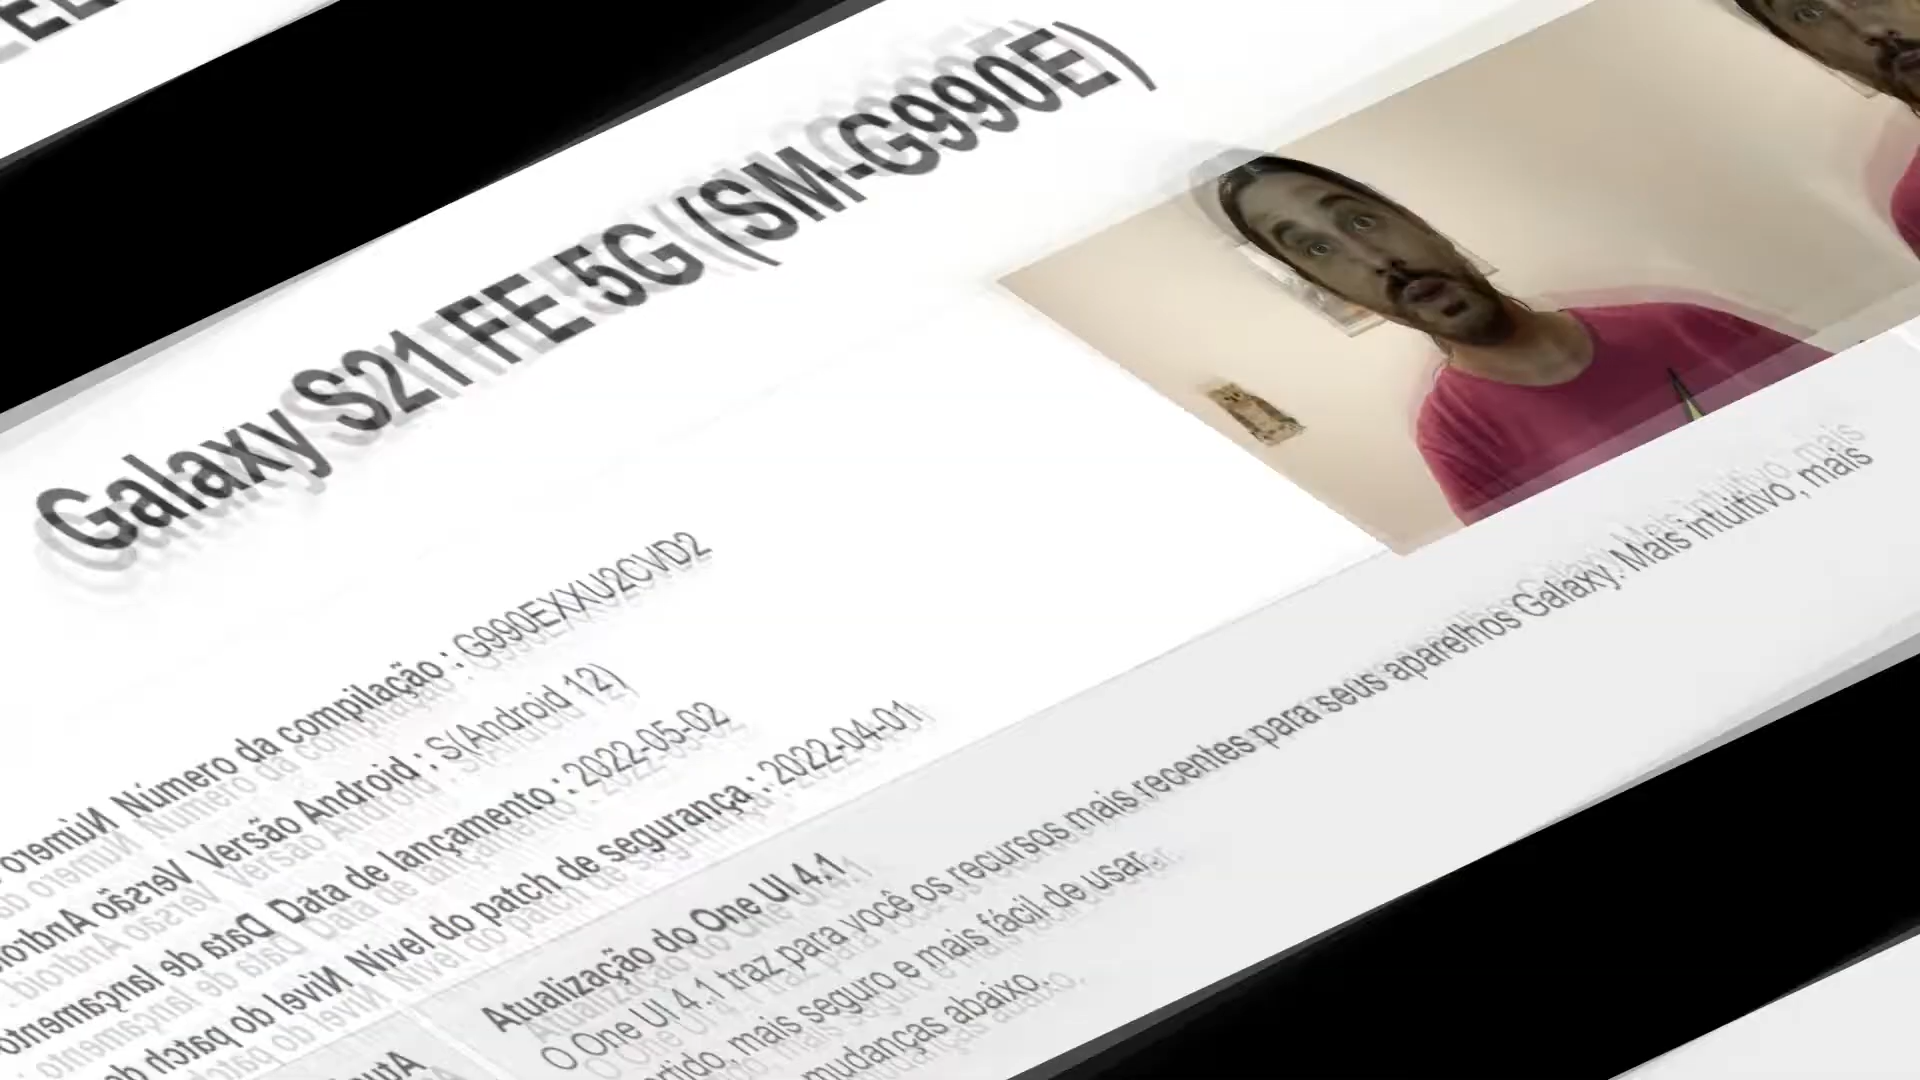 Galaxy S21 FE 5G (SM-G990E)
Número da compilação : G990EXXU2CVD2
Versão Android : S(Android 12)
Data de lançamento : 2022-05-02
Nível do patch de segurança : 2022-04-01
Atualização do One UI 4.1
O One UI 4.1 traz para você os recursos mais recentes para seus aparelhos Galaxy. Mais intuitivo, mais
mais seguro e mais fácil de usar.
mudanças abaixo.